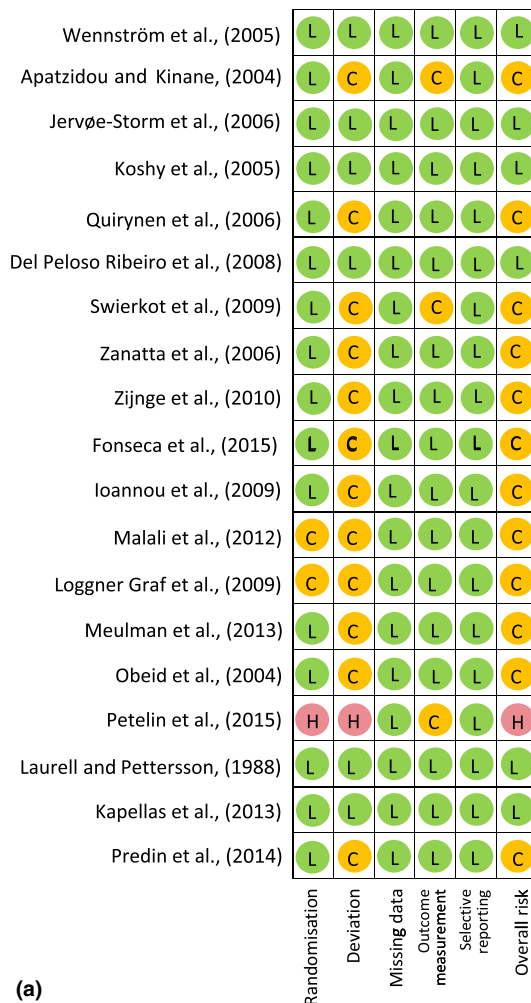 Wennström et al., (2005) L L L L L L
Apatzidou and Kinane, (2004) L C L C L C
Jervøe-Storm et al., (2006) L L L L L L
Koshy et al., (2005) L L L L L L
Quirynen et al., (2006) L C L L L C
Del Peloso Ribeiro et al., (2008) L L L L L L
Swierkot et al., (2009) L C L C L C
Zanatta et al., (2006) L C L L L C
Zijnge et al., (2010) L C L L L C
Fonseca et al., (2015) L C L L L C
Ioannou et al., (2009) L C L L L C
Malali et al., (2012) C C L L L C
Loggner Graf et al., (2009) C C L L L C
Meulman et al., (2013) L C L L L C
Obeid et al., (2004) L C L L L C
Petelin et al., (2015) H H L C L H
Laurell and Pettersson, (1988) L L L L L L
Kapellas et al., (2013) L L L L L L
Predin et al., (2014) L C L L L C
Randomisation
Deviation
Missing data
Outcome
measurement
Selective
reporting
Overall risk
(a)